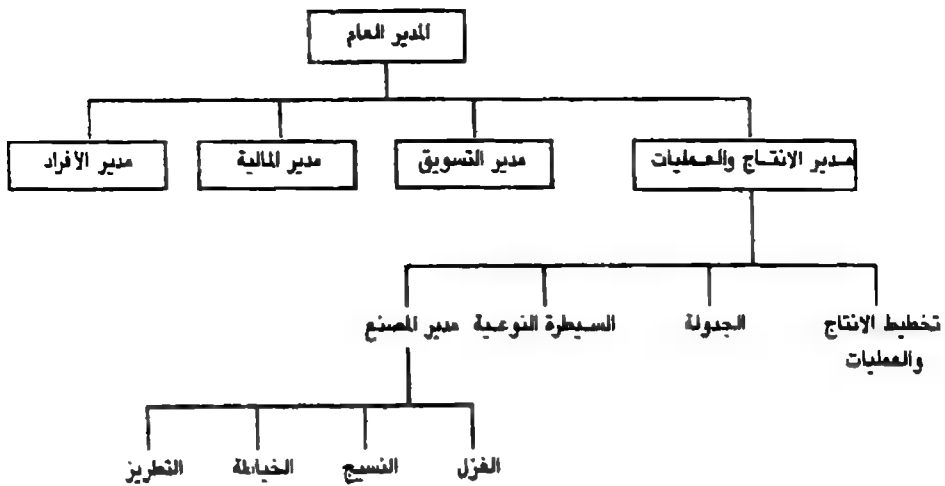 المدير العام
مدير الانتاج والعمليات
مدير التسويق
مدير المالية
مدير الأفراد
تخطيط الانتاج
والعمليات
الجدولة
السيطرة النوعية
مدير المصنع
الغزل
النسيج
الخياطة
التطريز